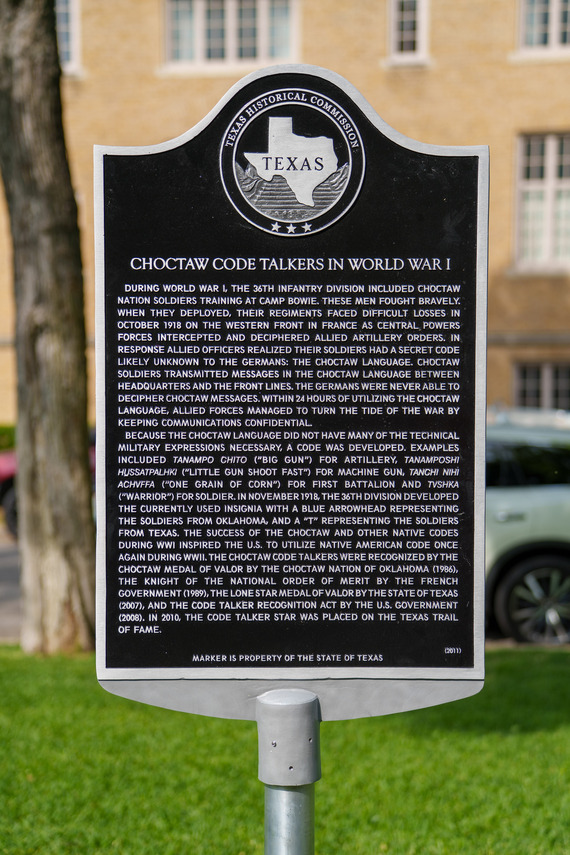 TEXAS HISTORICAL COMMISSION
TEXAS
CHOCTAW CODE TALKERS IN WORLD WAR I
DURING WORLD WAR I, THE 36TH INFANTRY DIVISION INCLUDED CHOCTAW
NATION SOLDIERS TRAINING AT CAMP BOWIE. THESE MEN FOUGHT BRAVELY.
WHEN THEY DEPLOYED, THEIR REGIMENTS FACED DIFFICULT LOSSES IN
OCTOBER 1918 ON THE WESTERN FRONT IN FRANCE AS CENTRAL POWERS
FORCES INTERCEPTED AND DECIPHERED ALLIED ARTILLERY ORDERS. IN
RESPONSE ALLIED OFFICERS REALIZED THEIR SOLDIERS HAD A SECRET CODE
LIKELY UNKNOWN TO THE GERMANS: THE CHOCTAW LANGUAGE. CHOCTAW
SOLDIERS TRANSMITTED MESSAGES IN THE CHOCTAW LANGUAGE BETWEEN
HEADQUARTERS AND THE FRONT LINES. THE GERMANS WERE NEVER ABLE TO
DECIPHER CHOCTAW MESSAGES. WITHIN 24 HOURS OF UTILIZING THE CHOCTAW
LANGUAGE, ALLIED FORCES MANAGED TO TURN THE TIDE OF THE WAR BY
KEEPING COMMUNICATIONS CONFIDENTIAL.
BECAUSE THE CHOCTAW LANGUAGE DID NOT HAVE MANY OF THE TECHNICAL
MILITARY EXPRESSIONS NECESSARY, A CODE WAS DEVELOPED. EXAMPLES
INCLUDED TANAMPO CHITO ("BIG GUN") FOR ARTILLERY, TANAMPOSHI
HUSSATPALHKI ("LITTLE GUN SHOOT FAST") FOR MACHINE GUN, TANCHI NIHI
ACHVFFA ("ONE GRAIN OF CORN") FOR FIRST BATTALION AND TVSHKA
("WARRIOR") FOR SOLDIER. IN NOVEMBER 1918, THE 36TH DIVISION DEVELOPED
THE CURRENTLY USED INSIGNIA WITH A BLUE ARROWHEAD REPRESENTING
THE SOLDIERS FROM OKLAHOMA, AND A "T" REPRESENTING THE SOLDIERS
FROM TEXAS. THE SUCCESS OF THE CHOCTAW AND OTHER NATIVE CODES
DURING WWI INSPIRED THE U.S. TO UTILIZE NATIVE AMERICAN CODE ONCE
AGAIN DURING WWII. THE CHOCTAW CODE TALKERS WERE RECOGNIZED BY THE
CHOCTAW MEDAL OF VALOR BY THE CHOCTAW NATION OF OKLAHOMA (1986),
THE KNIGHT OF THE NATIONAL ORDER OF MERIT BY THE FRENCH
GOVERNMENT (1989), THE LONE STAR MEDAL OF VALOR BY THE STATE OF TEXAS
(2007), AND THE CODE TALKER RECOGNITION ACT BY THE U.S. GOVERNMENT
(2008). IN 2010, THE CODE TALKER STAR WAS PLACED ON THE TEXAS TRAIL
OF FAME.
(2011)
MARKER IS PROPERTY OF THE STATE OF TEXAS